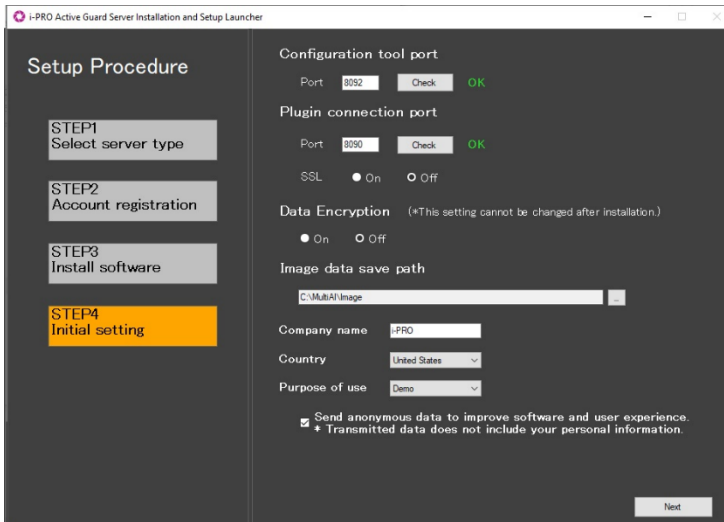 i-PRO Active Guard Server Installation and Setup Launcher
Setup Procedure
STEP1
Select server type
STEP2
Account registration
STEP3
Install software
STEP4
Initial setting
Configuration tool port
Port 8092 Check OK
Plugin connection port
Port 8090 Check OK
SSL On Off
Data Encryption (*This setting cannot be changed after installation.)
On Off
Image data save path
C:\MultiAI\Image ...
Company name i-PRO
Country United States
Purpose of use Demo
Send anonymous data to improve software and user experience.
* Transmitted data does not include your personal information.
Next